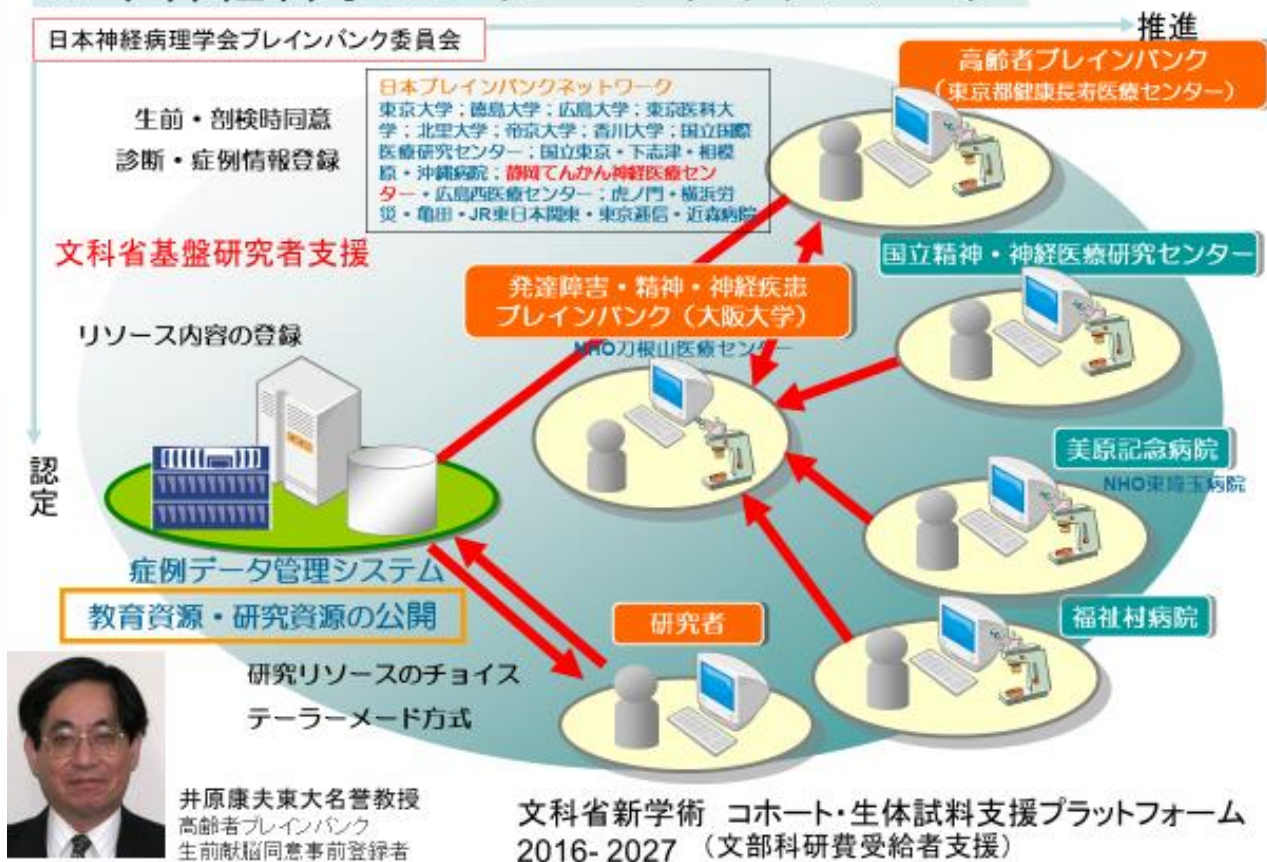 日本神経病理学会ブレインバンク委員会
推進
高齢者ブレインバンク
（東京都健康長寿医療センター）
日本ブレインバンクネットワーク
東京大学；徳島大学；広島大学；東京医科大
学；北里大学；帝京大学；香川大学；国立国際
医療研究センター；国立東京・下志津・相模
原・沖縄病院；静岡てんかん神経医療セン
ター・広島西医療センター；虎ノ門・横浜労
災・亀田・JR東日本関東・東京逓信・近森病院
生前・剖検時同意
診断・症例情報登録
文科省基盤研究者支援
国立精神・神経医療研究センター
発達障害・精神・神経疾患
ブレインバンク（大阪大学）
NHO刀根山医療センター
リソース内容の登録
美原記念病院
NHO東埼玉病院
認定
症例データ管理システム
教育資源・研究資源の公開
研究者
福祉村病院
研究リソースのチョイス
テーラーメード方式
井原康夫東大名誉教授
高齢者ブレインバンク
生前献脳同意事前登録者
文科省新学術 コホート・生体試料支援プラットフォーム
2016- 2027 （文部科研費受給者支援）